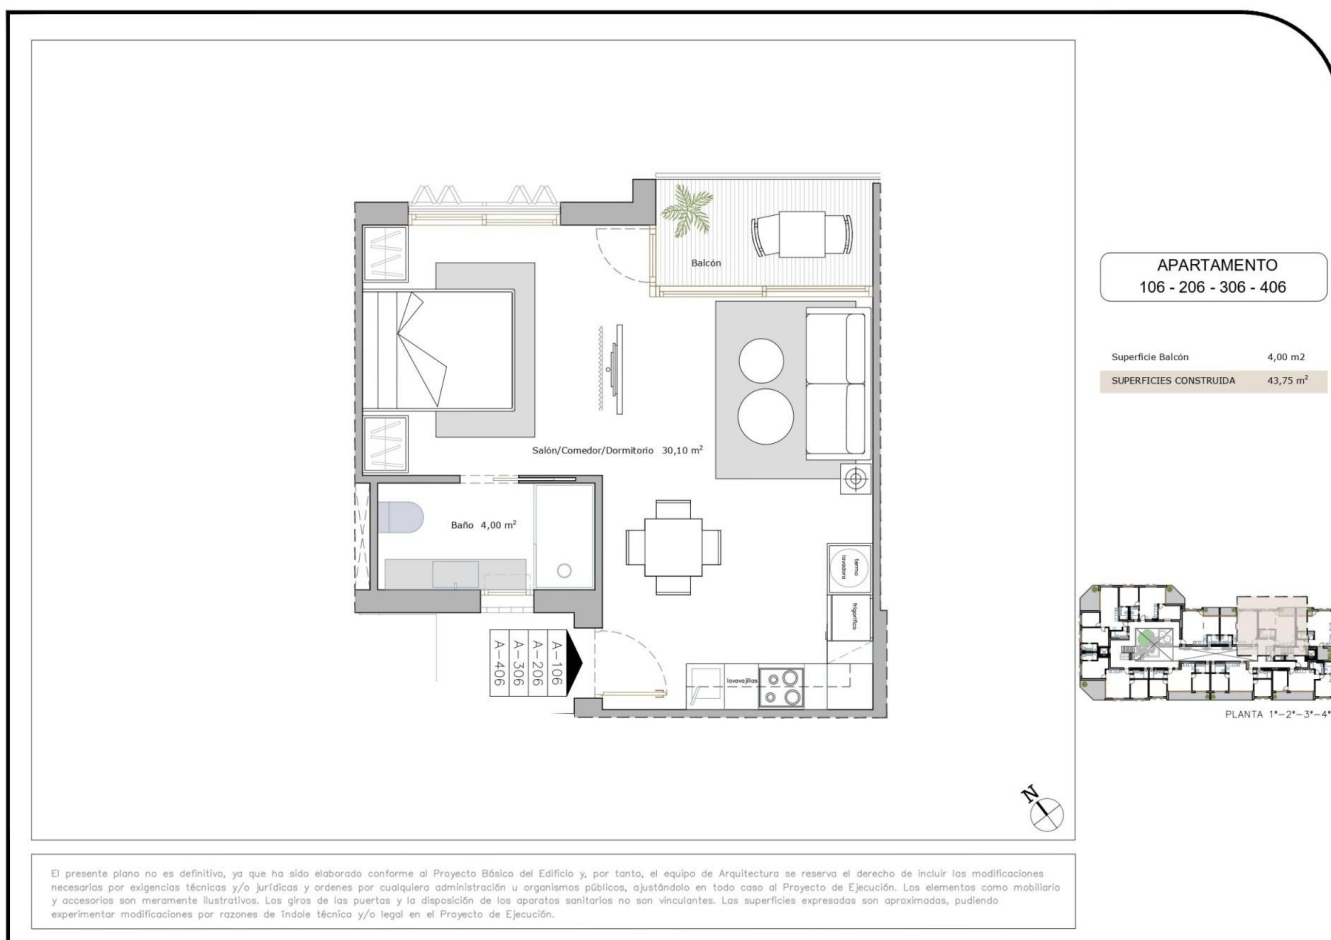 Balcón
Salón/Comedor/Dormitorio 30,10 m²
Baño 4,00 m²
termo
lavadora
frigorífico
lavavajillas
A-106
A-206
A-306
A-406
N
APARTAMENTO
106 - 206 - 306 - 406
Superficie Balcón 4,00 m2
SUPERFICIES CONSTRUIDA 43,75 m²
PLANTA 1ª-2ª-3ª-4ª
El presente plano no es definitivo, ya que ha sido elaborado conforme al Proyecto Básico del Edificio y, por tanto, el equipo de Arquitectura se reserva el derecho de incluir las modificaciones
necesarias por exigencias técnicas y/o jurídicas y ordenes por cualquiera administración u organismos públicos, ajustándolo en todo caso al Proyecto de Ejecución. Los elementos como mobiliario
y accesorios son meramente ilustrativos. Los giros de las puertas y la disposición de los aparatos sanitarios no son vinculantes. Las superficies expresadas son aproximadas, pudiendo
experimentar modificaciones por razones de índole técnica y/o legal en el Proyecto de Ejecución.